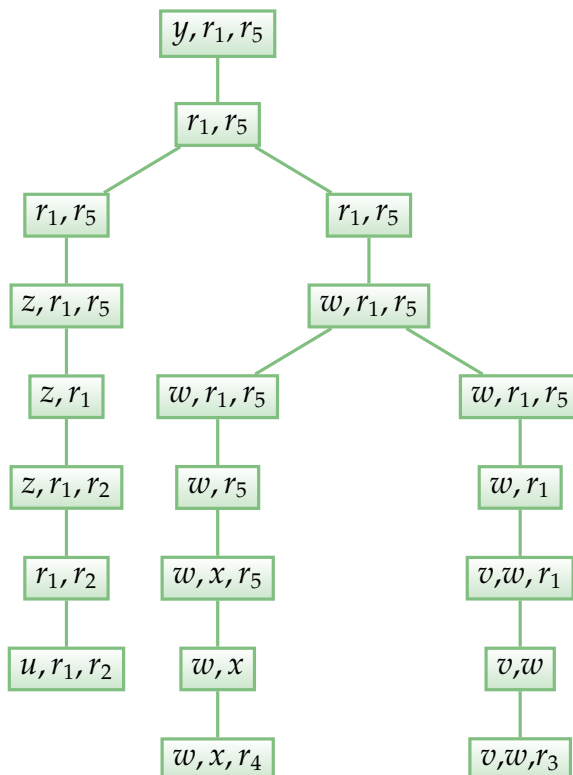 y, r₁, r₅
r₁, r₅
r₁, r₅ r₁, r₅
z, r₁, r₅ w, r₁, r₅
z, r₁ w, r₁, r₅ w, r₁, r₅
z, r₁, r₂ w, r₅ w, r₁
r₁, r₂ w, x, r₅ v,w, r₁
u, r₁, r₂ w, x v,w
w, x, r₄ v,w,r₃